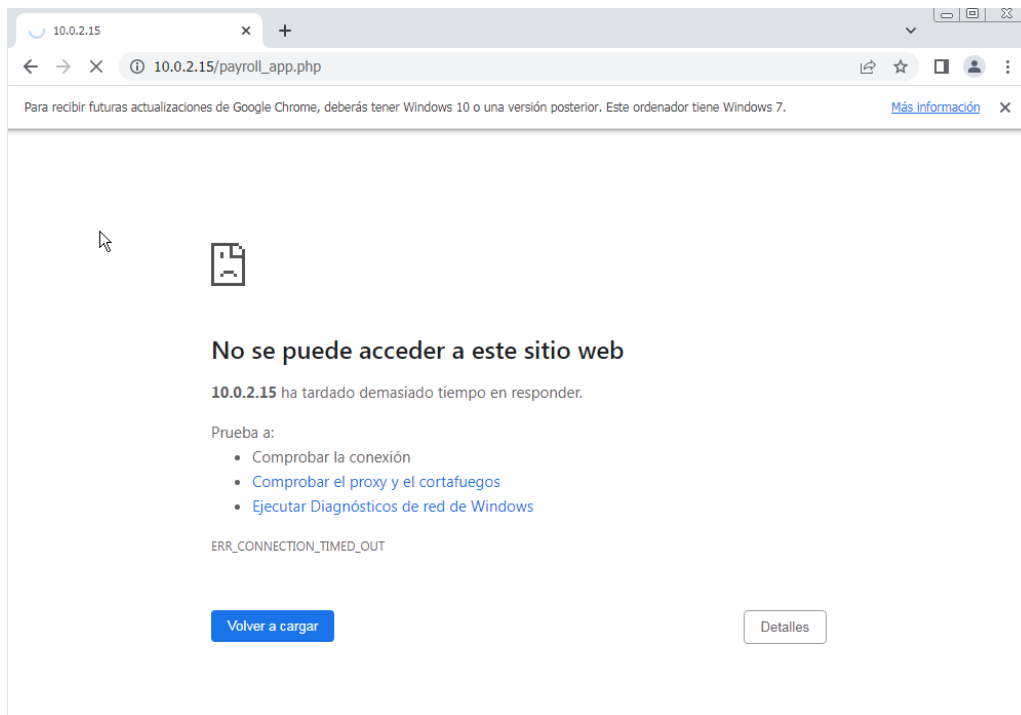 10.0.2.15
10.0.2.15/payroll_app.php
Para recibir futuras actualizaciones de Google Chrome, deberás tener Windows 10 o una versión posterior. Este ordenador tiene Windows 7. Más información
No se puede acceder a este sitio web
10.0.2.15 ha tardado demasiado tiempo en responder.
Prueba a:
Comprobar la conexión
Comprobar el proxy y el cortafuegos
Ejecutar Diagnósticos de red de Windows
ERR_CONNECTION_TIMED_OUT
Volver a cargar Detalles